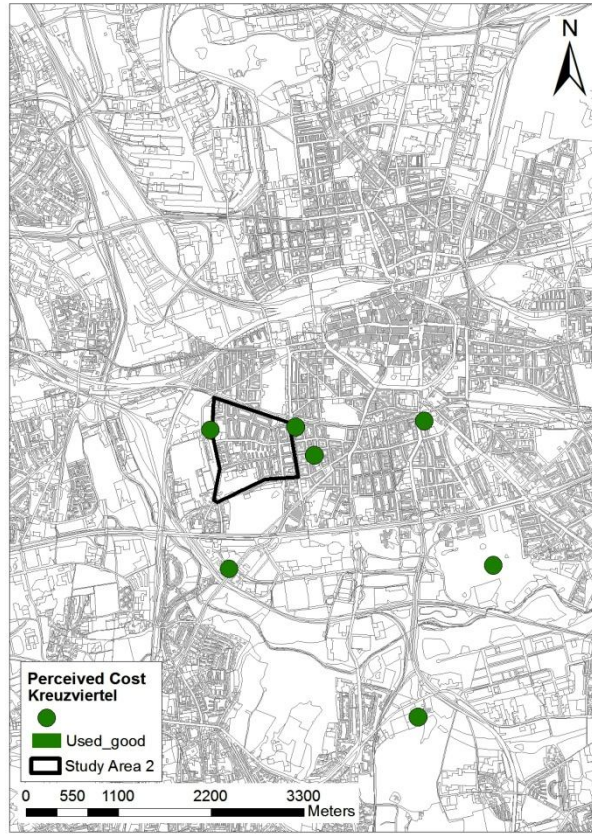 N
Perceived Cost
Kreuzviertel
Used_good
Study Area 2
0 550 1100 2200 3300
Meters